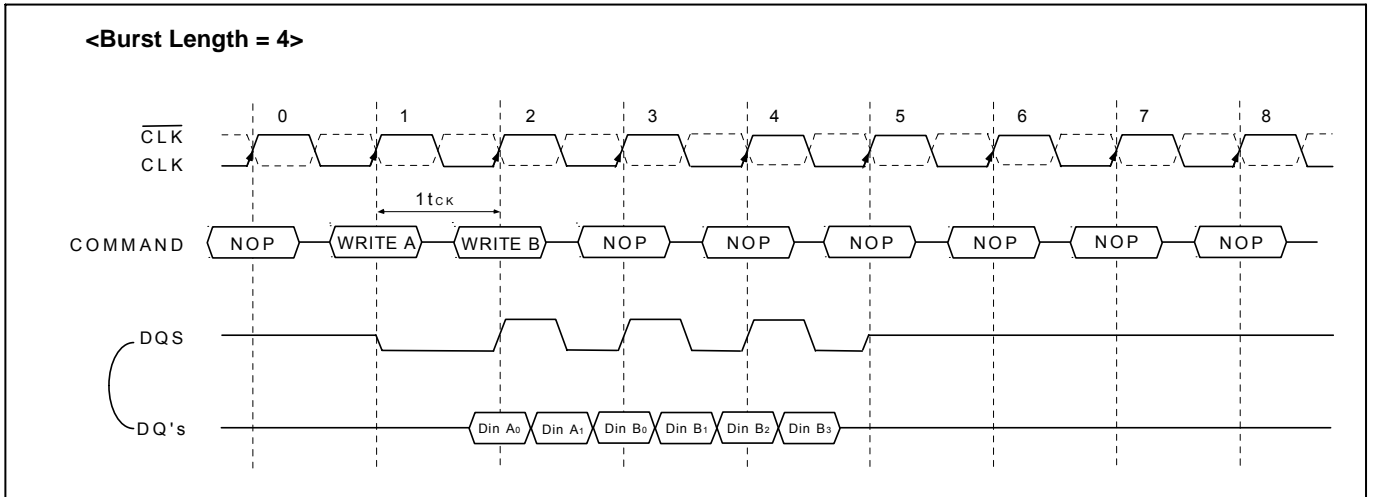 <Burst Length = 4>
0 1 2 3 4 5 6 7 8
CLK
CLK
1tCK
COMMAND NOP WRITE A WRITE B NOP NOP NOP NOP NOP NOP
DQS
DQ's Din A0 Din A1 Din B0 Din B1 Din B2 Din B3